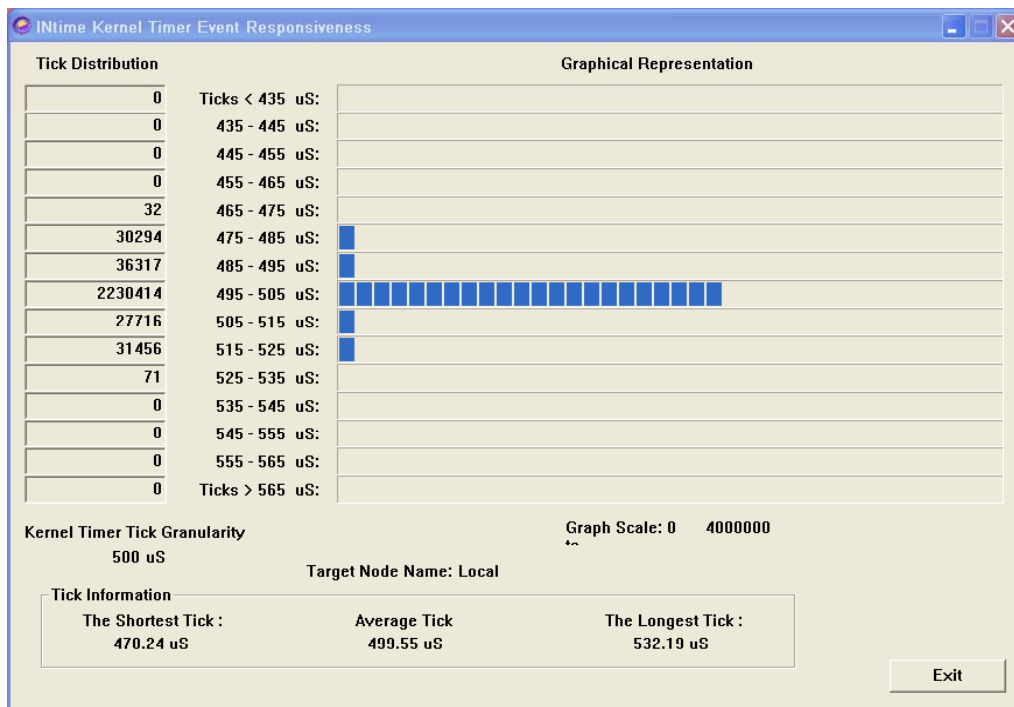 INtime Kernel Timer Event Responsiveness
Tick Distribution Graphical Representation
0 Ticks < 435 uS:
0 435 - 445 uS:
0 445 - 455 uS:
0 455 - 465 uS:
32 465 - 475 uS:
30294 475 - 485 uS:
36317 485 - 495 uS:
2230414 495 - 505 uS:
27716 505 - 515 uS:
31456 515 - 525 uS:
71 525 - 535 uS:
0 535 - 545 uS:
0 545 - 555 uS:
0 555 - 565 uS:
0 Ticks > 565 uS:
Kernel Timer Tick Granularity
500 uS
Graph Scale: 0 4000000
Target Node Name: Local
Tick Information
The Shortest Tick : Average Tick The Longest Tick :
470.24 uS 499.55 uS 532.19 uS
Exit